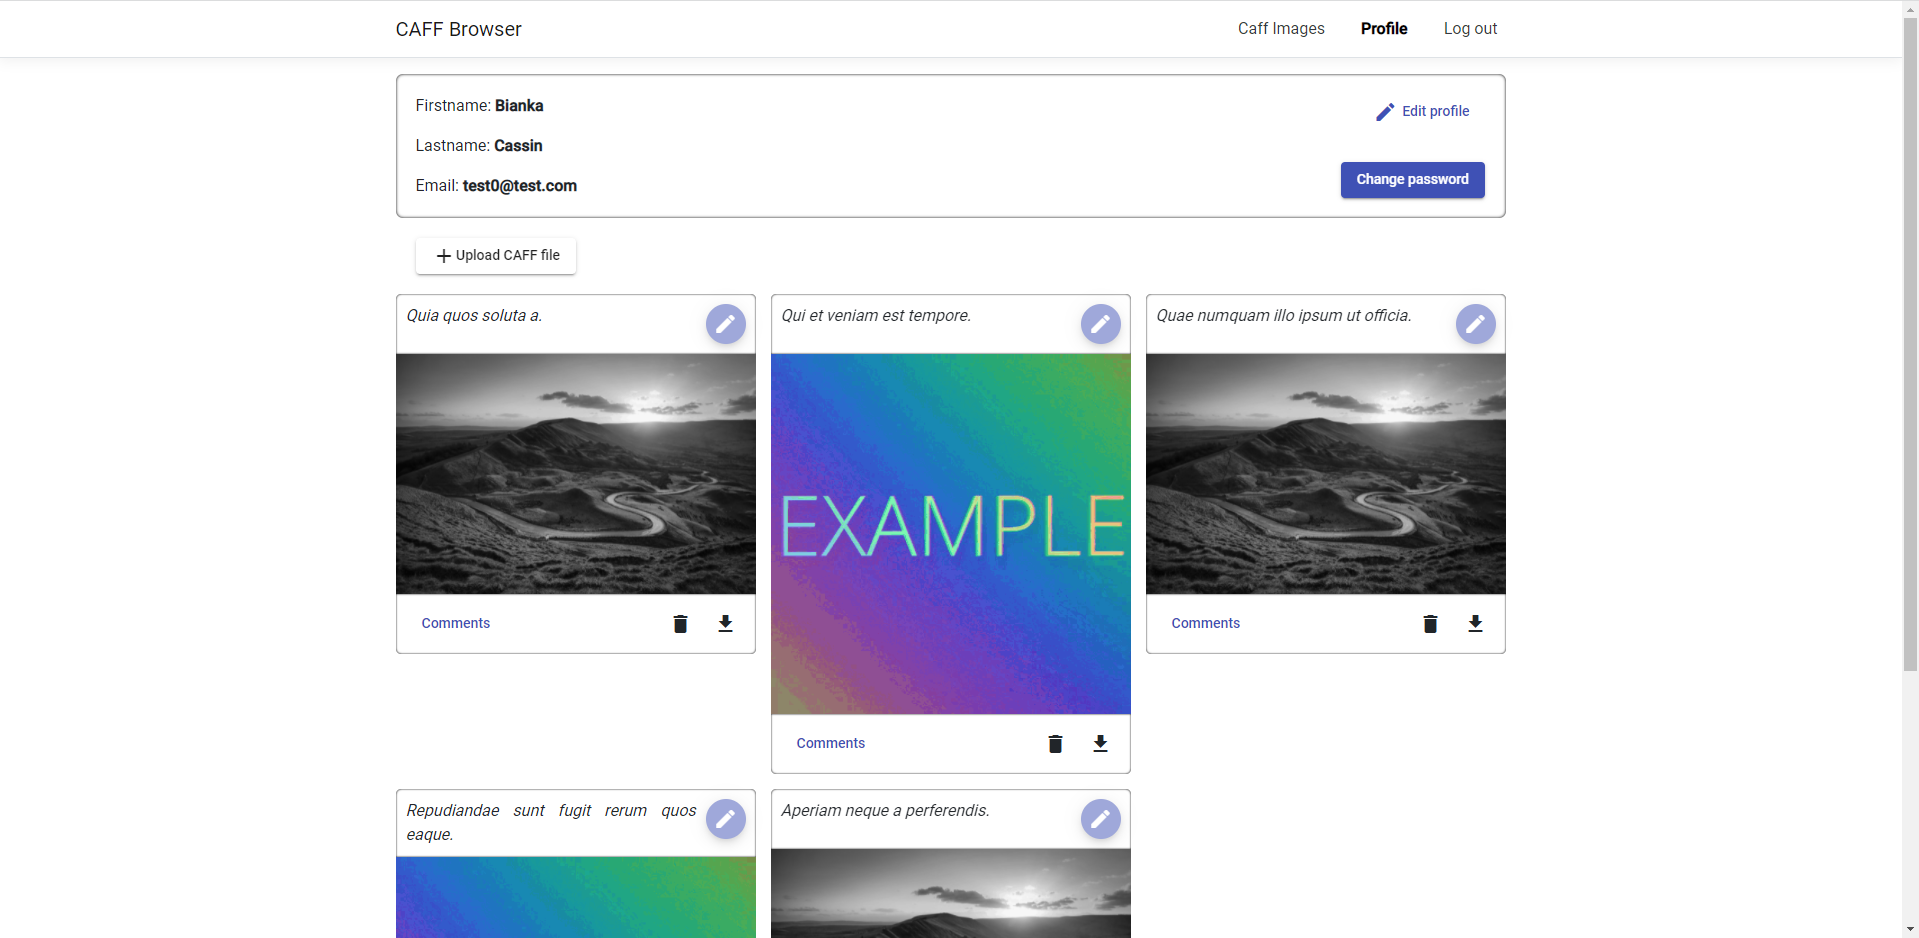 CAFF Browser
Caff Images
Profile
Log out
Firstname: Bianka
Edit profile
Lastname: Cassin
Email: test0@test.com
Change password
Upload CAFF file
Quia quos soluta a.
Qui et veniam est tempore.
Quae numquam illo ipsum ut officia.
EXAMPLE
Comments
Comments
Comments
Repudiandae sunt fugit rerum quos
eaque.
Aperiam neque a perferendis.